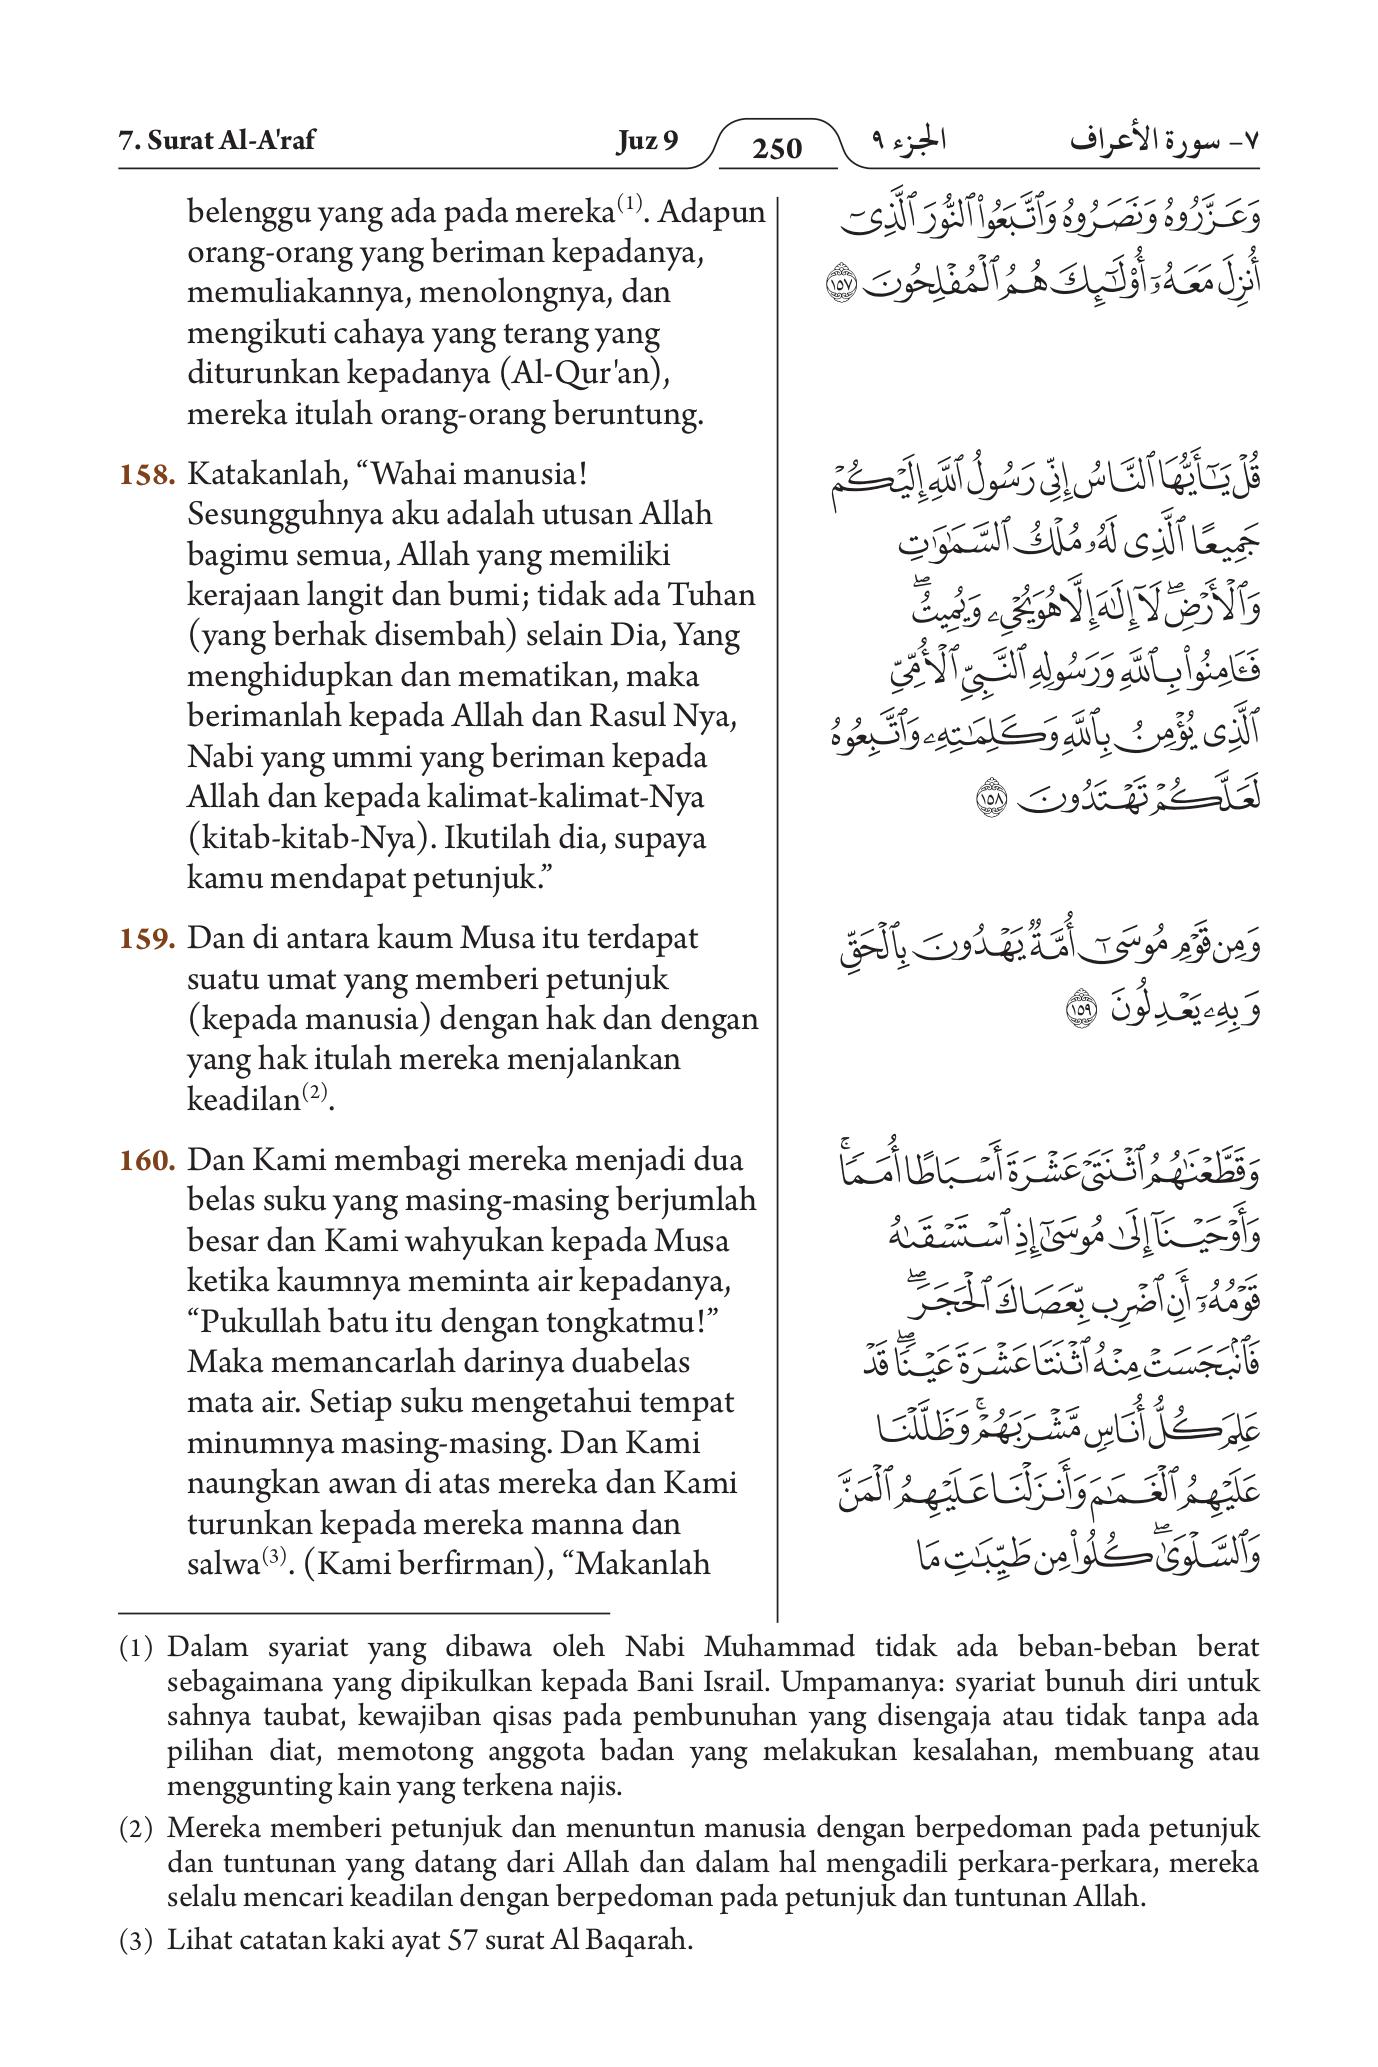 7. Surat Al-A'raf
Juz 9
250
الجزء ٩
٧- سورة الأعراف
belenggu yang ada pada mereka(1). Adapun
orang-orang yang beriman kepadanya,
memuliakannya, menolongnya, dan
mengikuti cahaya yang terang yang
diturunkan kepadanya (Al-Qur'an),
mereka itulah orang-orang beruntung.
158. Katakanlah, “Wahai manusia!
Sesungguhnya aku adalah utusan Allah
bagimu semua, Allah yang memiliki
kerajaan langit dan bumi; tidak ada Tuhan
(yang berhak disembah) selain Dia, Yang
menghidupkan dan mematikan, maka
berimanlah kepada Allah dan Rasul Nya,
Nabi yang ummi yang beriman kepada
Allah dan kepada kalimat-kalimat-Nya
(kitab-kitab-Nya). Ikutilah dia, supaya
kamu mendapat petunjuk.”
159. Dan di antara kaum Musa itu terdapat
suatu umat yang memberi petunjuk
(kepada manusia) dengan hak dan dengan
yang hak itulah mereka menjalankan
keadilan(2).
160. Dan Kami membagi mereka menjadi dua
belas suku yang masing-masing berjumlah
besar dan Kami wahyukan kepada Musa
ketika kaumnya meminta air kepadanya,
“Pukullah batu itu dengan tongkatmu!”
Maka memancarlah darinya duabelas
mata air. Setiap suku mengetahui tempat
minumnya masing-masing. Dan Kami
naungkan awan di atas mereka dan Kami
turunkan kepada mereka manna dan
salwa(3). (Kami berfirman), “Makanlah
وَعَزَّرُوهُ وَنَصَرُوهُ وَٱتَّبَعُوا۟ ٱلنُّورَ ٱلَّذِىٓ
أُنزِلَ مَعَهُۥٓ أُو۟لَـٰٓئِكَ هُمُ ٱلْمُفْلِحُونَ ١٥٧
قُلْ يَـٰٓأَيُّهَا ٱلنَّاسُ إِنِّى رَسُولُ ٱللَّهِ إِلَيْكُمْ
جَمِيعًا ٱلَّذِى لَهُۥ مُلْكُ ٱلسَّمَـٰوَٰتِ
وَٱلْأَرْضِ ۖ لَآ إِلَـٰهَ إِلَّا هُوَ يُحْىِۦ وَيُمِيتُ ۖ
فَـَٔامِنُوا۟ بِٱللَّهِ وَرَسُولِهِ ٱلنَّبِىِّ ٱلْأُمِّىِّ
ٱلَّذِى يُؤْمِنُ بِٱللَّهِ وَكَلِمَـٰتِهِۦ وَٱتَّبِعُوهُ
لَعَلَّكُمْ تَهْتَدُونَ ١٥٨
وَمِن قَوْمِ مُوسَىٰٓ أُمَّةٌ يَهْدُونَ بِٱلْحَقِّ
وَبِهِۦ يَعْدِلُونَ ١٥٩
وَقَطَّعْنَـٰهُمُ ٱثْنَتَىْ عَشْرَةَ أَسْبَاطًا أُمَمًا ۚ
وَأَوْحَيْنَآ إِلَىٰ مُوسَىٰٓ إِذِ ٱسْتَسْقَىٰهُ
قَوْمُهُۥٓ أَنِ ٱضْرِب بِّعَصَاكَ ٱلْحَجَرَ ۖ
فَٱنۢبَجَسَتْ مِنْهُ ٱثْنَتَا عَشْرَةَ عَيْنًا ۖ قَدْ
عَلِمَ كُلُّ أُنَاسٍ مَّشْرَبَهُمْ ۚ وَظَلَّلْنَا
عَلَيْهِمُ ٱلْغَمَـٰمَ وَأَنزَلْنَا عَلَيْهِمُ ٱلْمَنَّ
وَٱلسَّلْوَىٰ ۖ كُلُوا۟ مِن طَيِّبَـٰتِ مَا
(1) Dalam syariat yang dibawa oleh Nabi Muhammad tidak ada beban-beban berat
sebagaimana yang dipikulkan kepada Bani Israil. Umpamanya: syariat bunuh diri untuk
sahnya taubat, kewajiban qisas pada pembunuhan yang disengaja atau tidak tanpa ada
pilihan diat, memotong anggota badan yang melakukan kesalahan, membuang atau
menggunting kain yang terkena najis.
(2) Mereka memberi petunjuk dan menuntun manusia dengan berpedoman pada petunjuk
dan tuntunan yang datang dari Allah dan dalam hal mengadili perkara-perkara, mereka
selalu mencari keadilan dengan berpedoman pada petunjuk dan tuntunan Allah.
(3) Lihat catatan kaki ayat 57 surat Al Baqarah.